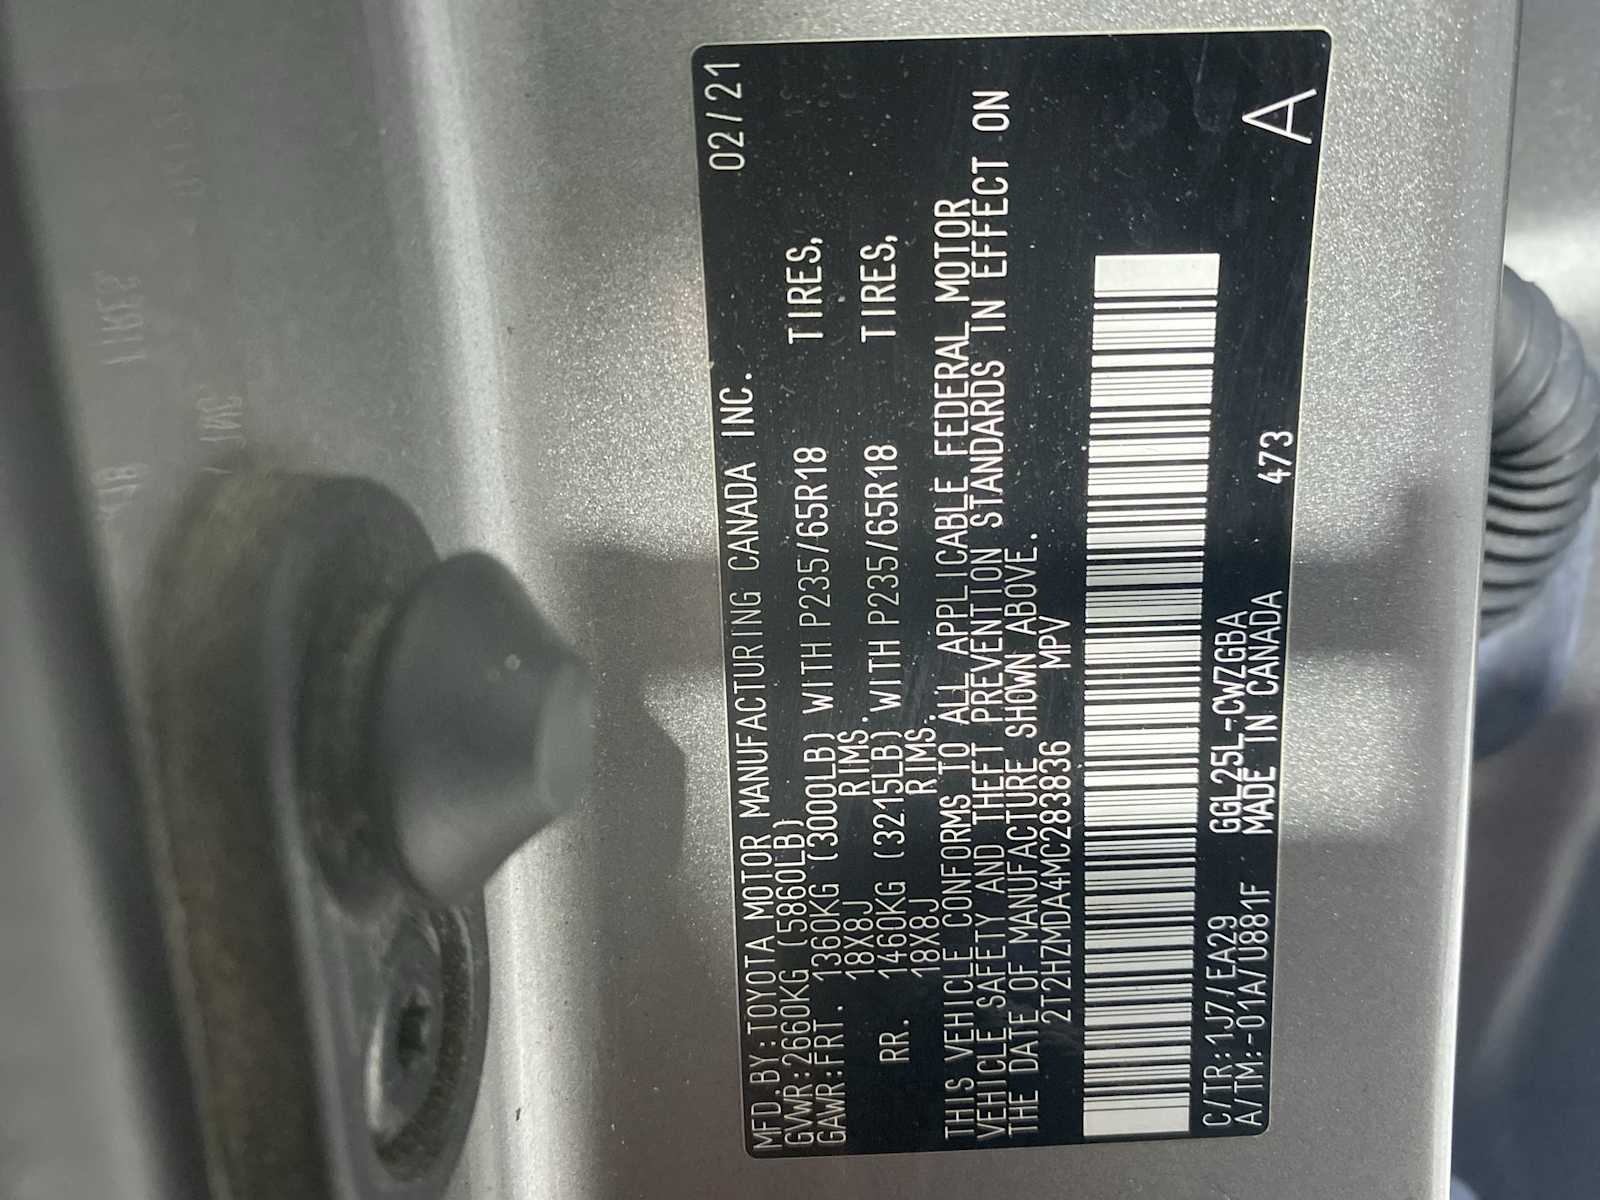 MFD.BY:TOYOTA MOTOR MANUFACTURING CANADA INC. 02/21
GVWR:2660KG (5860LB)
GAWR:FRT. 1360KG (3000LB) WITH P235/65R18 TIRES,
18X8J RIMS.
RR. 1460KG (3215LB) WITH P235/65R18 TIRES,
18X8J RIMS.
THIS VEHICLE CONFORMS TO ALL APPLICABLE FEDERAL MOTOR
VEHICLE SAFETY AND THEFT PREVENTION STANDARDS IN EFFECT ON
THE DATE OF MANUFACTURE SHOWN ABOVE.
2T2HZMDA4MC283836 MPV
C/TR:1J7/EA29 GGL25L-CWZGBA
A/TM:-01A/U881F MADE IN CANADA 473 A